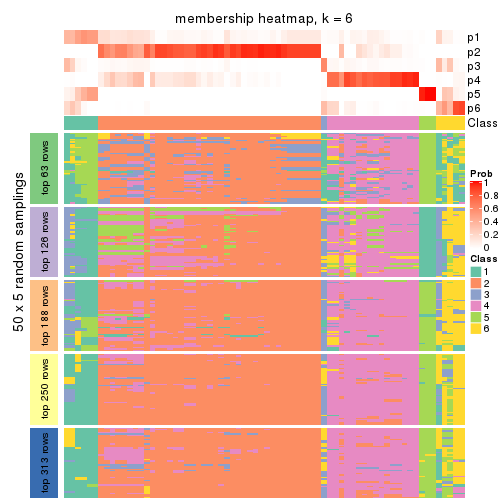 membership heatmap, k = 6
p1
p2
p3
p4
p5
p6
Class
50 x 5 random samplings
top 63 rows
top 126 rows
top 188 rows
top 250 rows
top 313 rows
Prob
1
0.8
0.6
0.4
0.2
0
Class
1
2
3
4
5
6